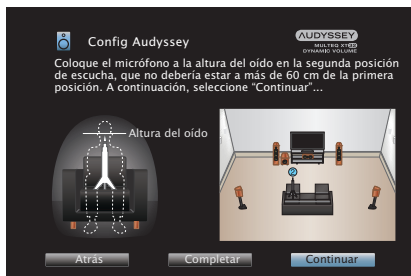 Config Audyssey
AUDYSSEY
MULTEQ XT32
DYNAMIC VOLUME
Coloque el micrófono a la altura del oído en la segunda posición
de escucha, que no debería estar a más de 60 cm de la primera
posición. A continuación, seleccione “Continuar”...
Altura del oído
2
Atrás
Completar
Continuar